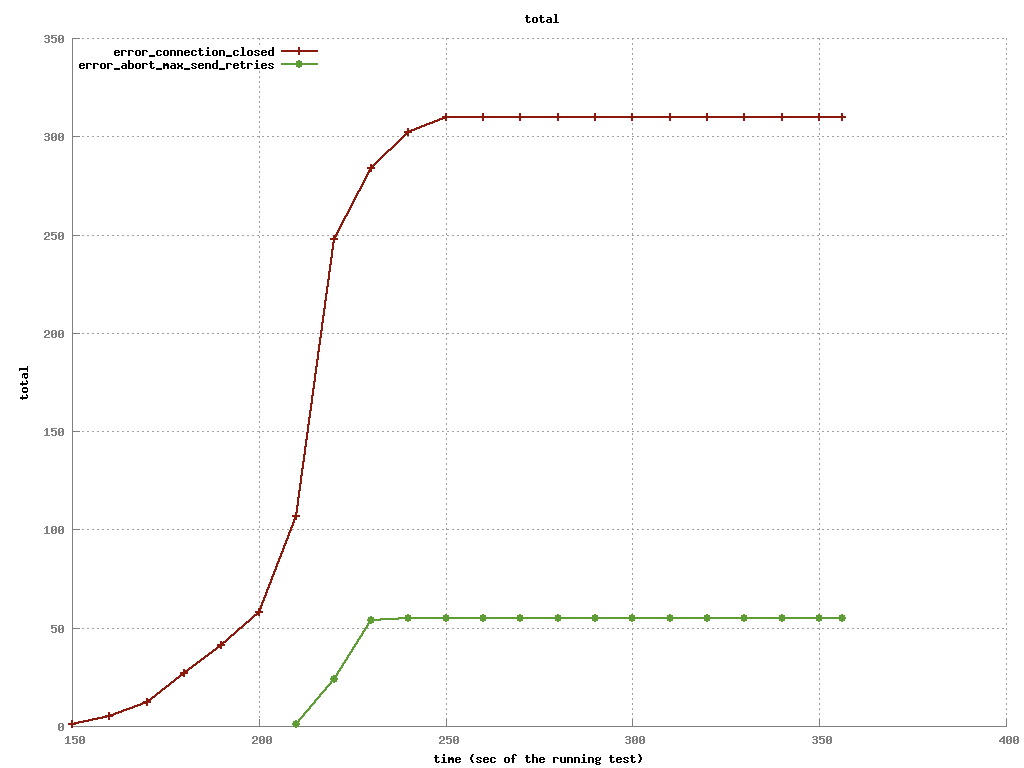 total
error_connection_closed
error_abort_max_send_retries
350
300
250
200
150
100
50
0
total
150 200 250 300 350 400
time (sec of the running test)